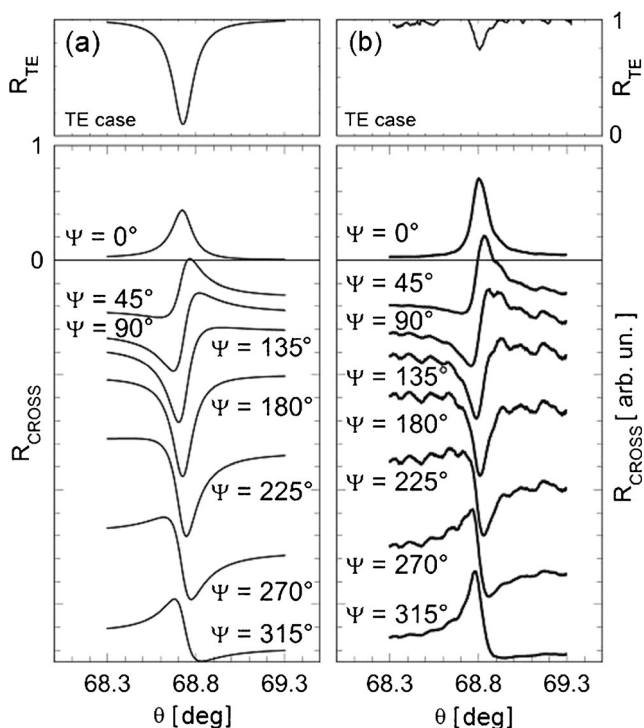 (a)
R_TE
TE case
1
Ψ = 0°
0
Ψ = 45°
Ψ = 90°
Ψ = 135°
Ψ = 180°
Ψ = 225°
Ψ = 270°
Ψ = 315°
R_CROSS
68.3 68.8 69.3
θ [deg]
(b)
1
R_TE
0
TE case
Ψ = 0°
Ψ = 45°
Ψ = 90°
Ψ = 135°
Ψ = 180°
Ψ = 225°
Ψ = 270°
Ψ = 315°
R_CROSS [ arb. un. ]
68.3 68.8 69.3
θ [deg]